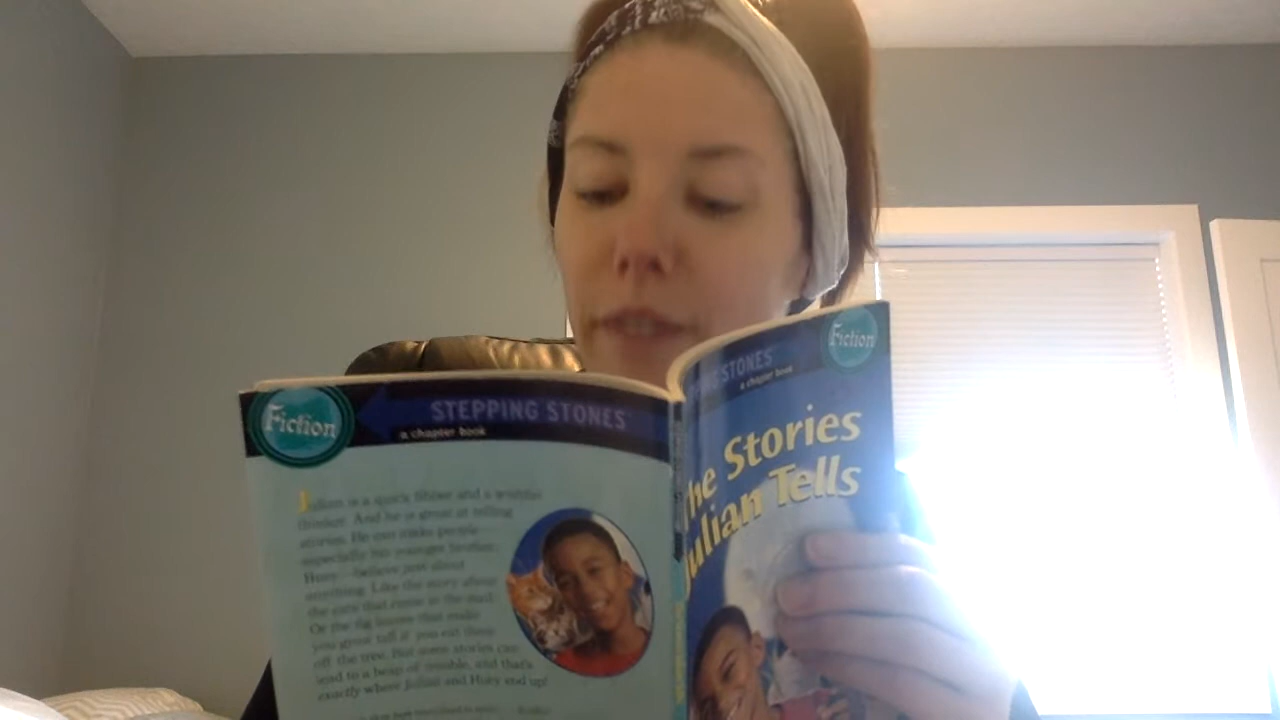 Fiction
STEPPING STONES
a chapter book
Julian is a quick fibber and a wishful
thinker. And he is great at telling
stories. He can make people—
especially his younger brother,
Huey—believe just about
anything. Like the story about
the cats that come in the mail.
Or the fig leaves that make
you grow tall if you eat them
off the tree. But some stories can
lead to a heap of trouble, and that's
exactly where Julian and Huey end up!
Fiction
STONES
a chapter book
The Stories
Julian Tells